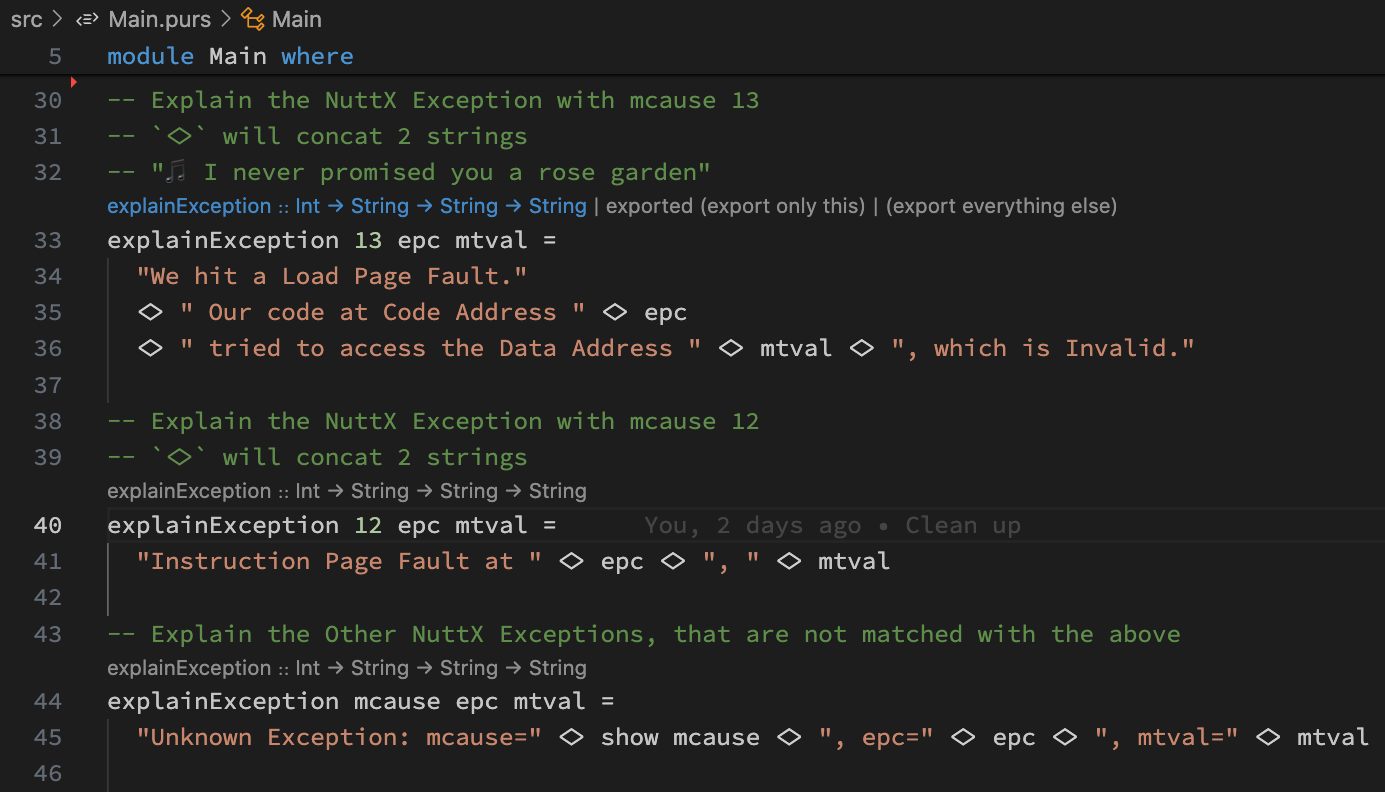 src > Main.purs > Main
5 module Main where
30 -- Explain the NuttX Exception with mcause 13
31 -- `<>` will concat 2 strings
32 -- "🎵 I never promised you a rose garden"
explainException :: Int → String → String → String | exported (export only this) | (export everything else)
33 explainException 13 epc mtval =
34   "We hit a Load Page Fault."
35   <> " Our code at Code Address " <> epc
36   <> " tried to access the Data Address " <> mtval <> ", which is Invalid."
37
38 -- Explain the NuttX Exception with mcause 12
39 -- `<>` will concat 2 strings
explainException :: Int → String → String → String
40 explainException 12 epc mtval =      You, 2 days ago • Clean up
41   "Instruction Page Fault at " <> epc <> ", " <> mtval
42
43 -- Explain the Other NuttX Exceptions, that are not matched with the above
explainException :: Int → String → String → String
44 explainException mcause epc mtval =
45   "Unknown Exception: mcause=" <> show mcause <> ", epc=" <> epc <> ", mtval=" <> mtval
46